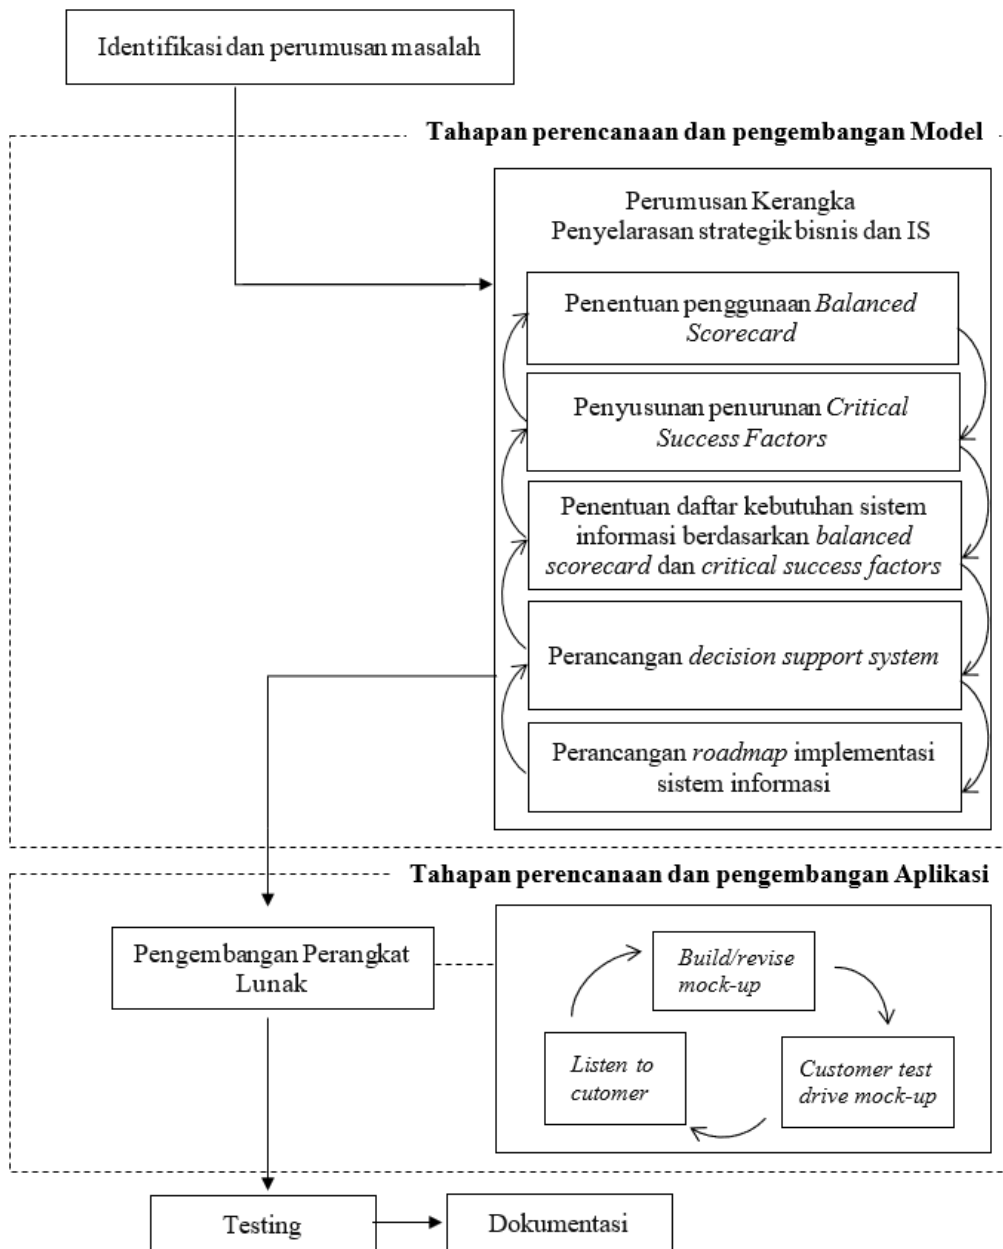 Identifikasi dan perumusan masalah
Tahapan perencanaan dan pengembangan Model
Perumusan Kerangka
Penyelarasan strategik bisnis dan IS
Penentuan penggunaan Balanced
Scorecard
Penyusunan penurunan Critical
Success Factors
Penentuan daftar kebutuhan sistem
informasi berdasarkan balanced
scorecard dan critical success factors
Perancangan decision support system
Perancangan roadmap implementasi
sistem informasi
Tahapan perencanaan dan pengembangan Aplikasi
Pengembangan Perangkat
Lunak
Build/revise
mock-up
Listen to
cutomer
Customer test
drive mock-up
Testing
Dokumentasi